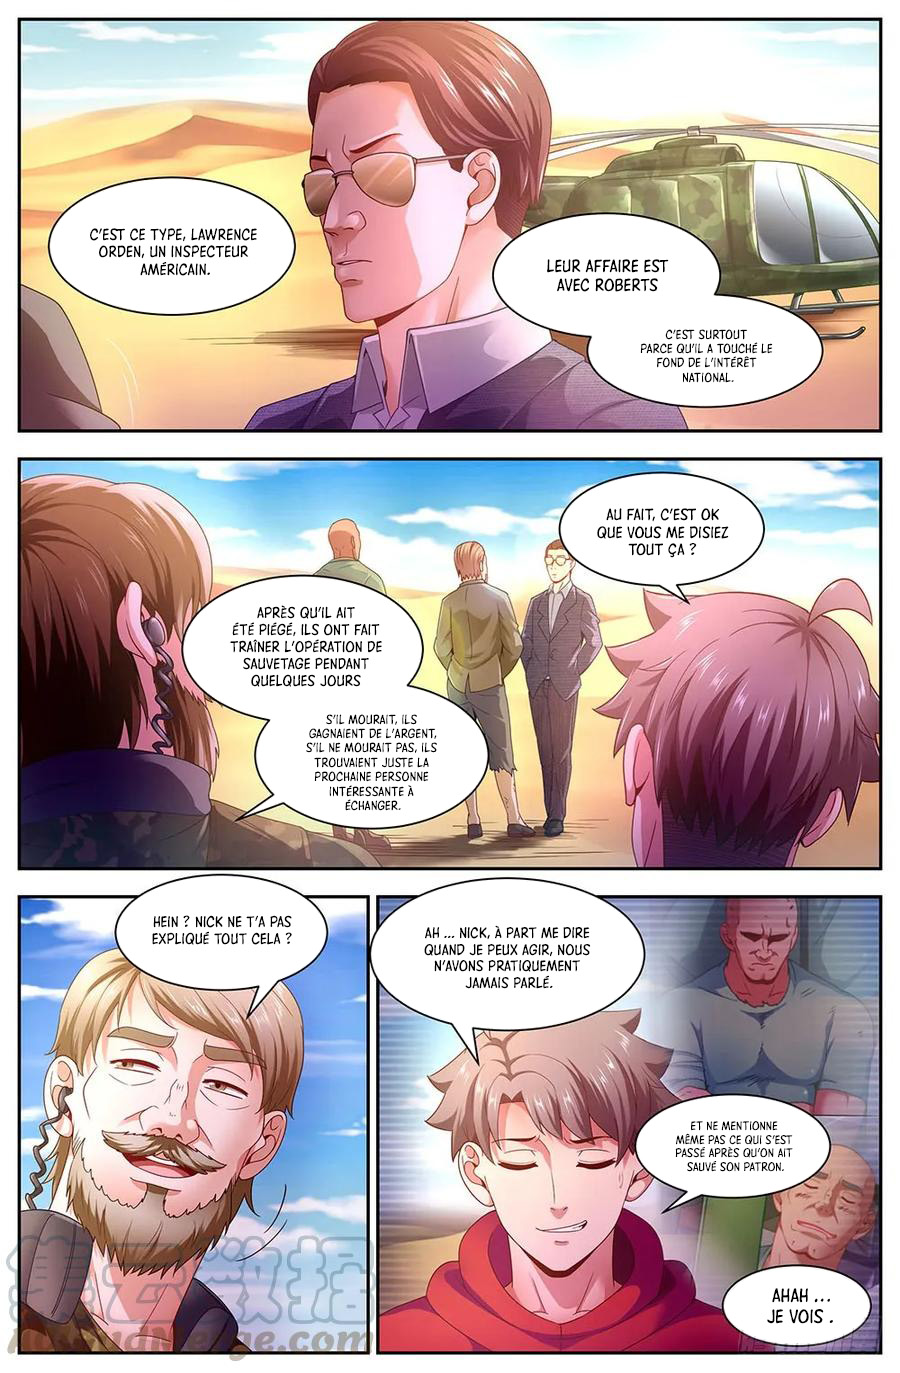 C'EST CE TYPE, LAWRENCE
ORDEN, UN INSPECTEUR
AMÉRICAIN.
LEUR AFFAIRE EST
AVEC ROBERTS
C'EST SURTOUT
PARCE QU'IL A TOUCHÉ LE
FOND DE L'INTÉRÊT
NATIONAL.
AU FAIT, C'EST OK
QUE VOUS ME DISIEZ
TOUT ÇA ?
APRÈS QU'IL AIT
ÉTÉ PIÉGÉ, ILS ONT FAIT
TRAÎNER L'OPÉRATION DE
SAUVETAGE PENDANT
QUELQUES JOURS
S'IL MOURAIT, ILS
GAGNAIENT DE L'ARGENT,
S'IL NE MOURAIT PAS, ILS
TROUVAIENT JUSTE LA
PROCHAINE PERSONNE
INTÉRESSANTE À
ÉCHANGER.
HEIN ? NICK NE T'A PAS
EXPLIQUÉ TOUT CELA ?
AH ... NICK, À PART ME DIRE
QUAND JE PEUX AGIR, NOUS
N'AVONS PRATIQUEMENT
JAMAIS PARLÉ.
ET NE MENTIONNE
MÊME PAS CE QUI S'EST
PASSÉ APRÈS QU'ON AIT
SAUVÉ SON PATRON.
AHAH ...
JE VOIS .